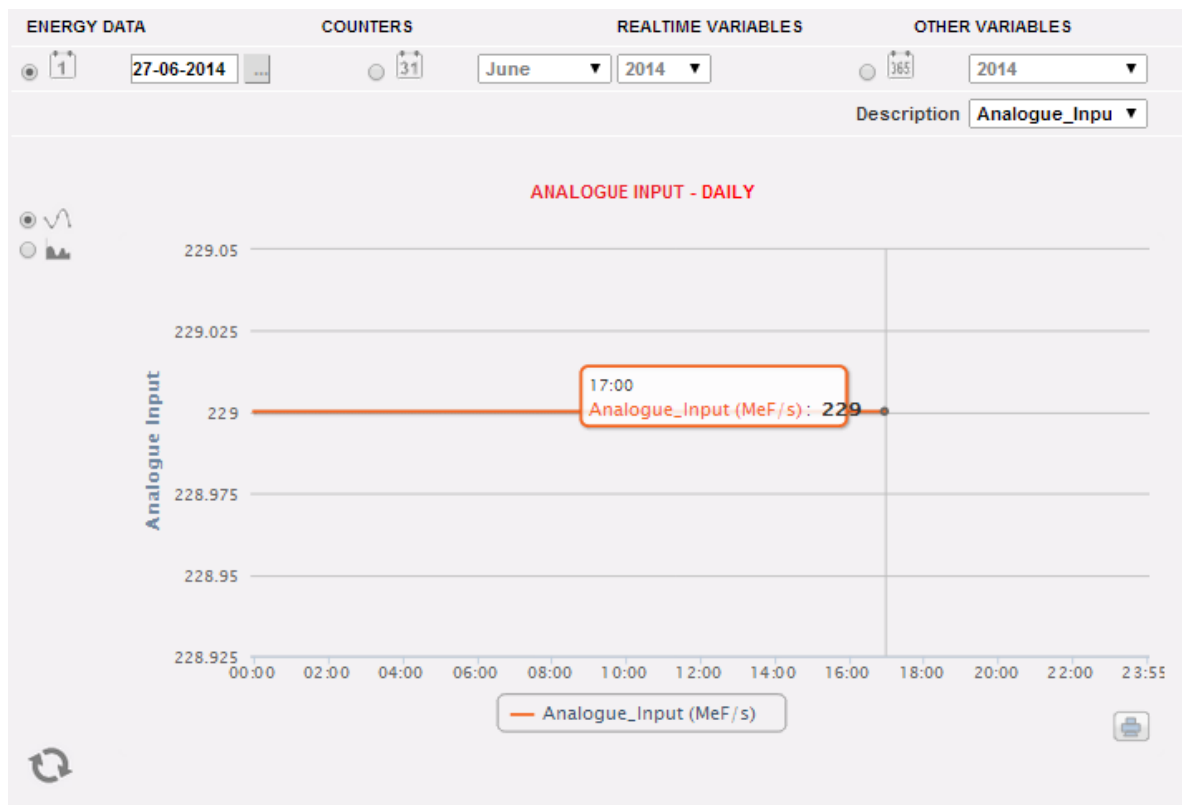 ENERGY DATA COUNTERS REALTIME VARIABLES OTHER VARIABLES
1 27-06-2014 ... 31 June 2014 365 2014
Description Analogue_Inpu
ANALOGUE INPUT - DAILY
229.05
229.025
17:00
Analogue_Input (MeF/s): 229
229
228.975
228.95
228.925
Analogue Input
00:00 02:00 04:00 06:00 08:00 10:00 12:00 14:00 16:00 18:00 20:00 22:00 23:55
Analogue_Input (MeF/s)